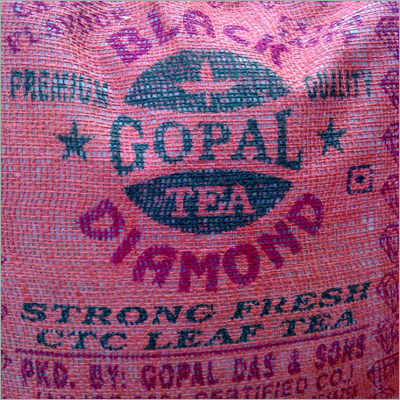 BLACK
PREMIUM QUALITY
GOPAL
TEA
DIAMOND
STRONG FRESH
CTC LEAF TEA
PKD. BY: GOPAL DAS & SONS
CERTIFIED CO.